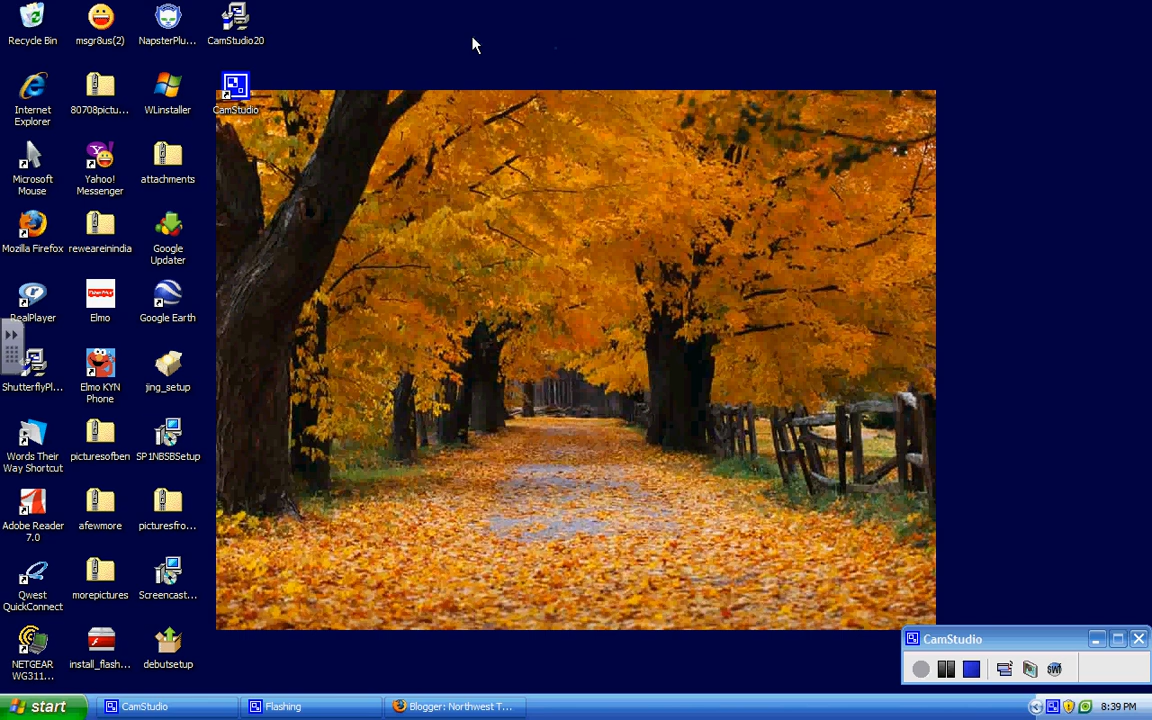 Recycle Bin
msgr8us(2)
NapsterPlu...
CamStudio20
Internet
Explorer
80708pictu...
WLinstaller
CamStudio
Microsoft
Mouse
Yahoo!
Messenger
attachments
Mozilla Firefox
reweareinindia
Google
Updater
RealPlayer
Elmo
Google Earth
ShutterflyPl...
Elmo KYN
Phone
jing_setup
Words Their
Way Shortcut
picturesofben
SP1NBSBSetup
Adobe Reader
7.0
afewmore
picturesfro...
Qwest
QuickConnect
morepictures
Screencast...
NETGEAR
WG311...
install_flash...
debutsetup
CamStudio
start
CamStudio
Flashing
Blogger: Northwest T...
8:39 PM